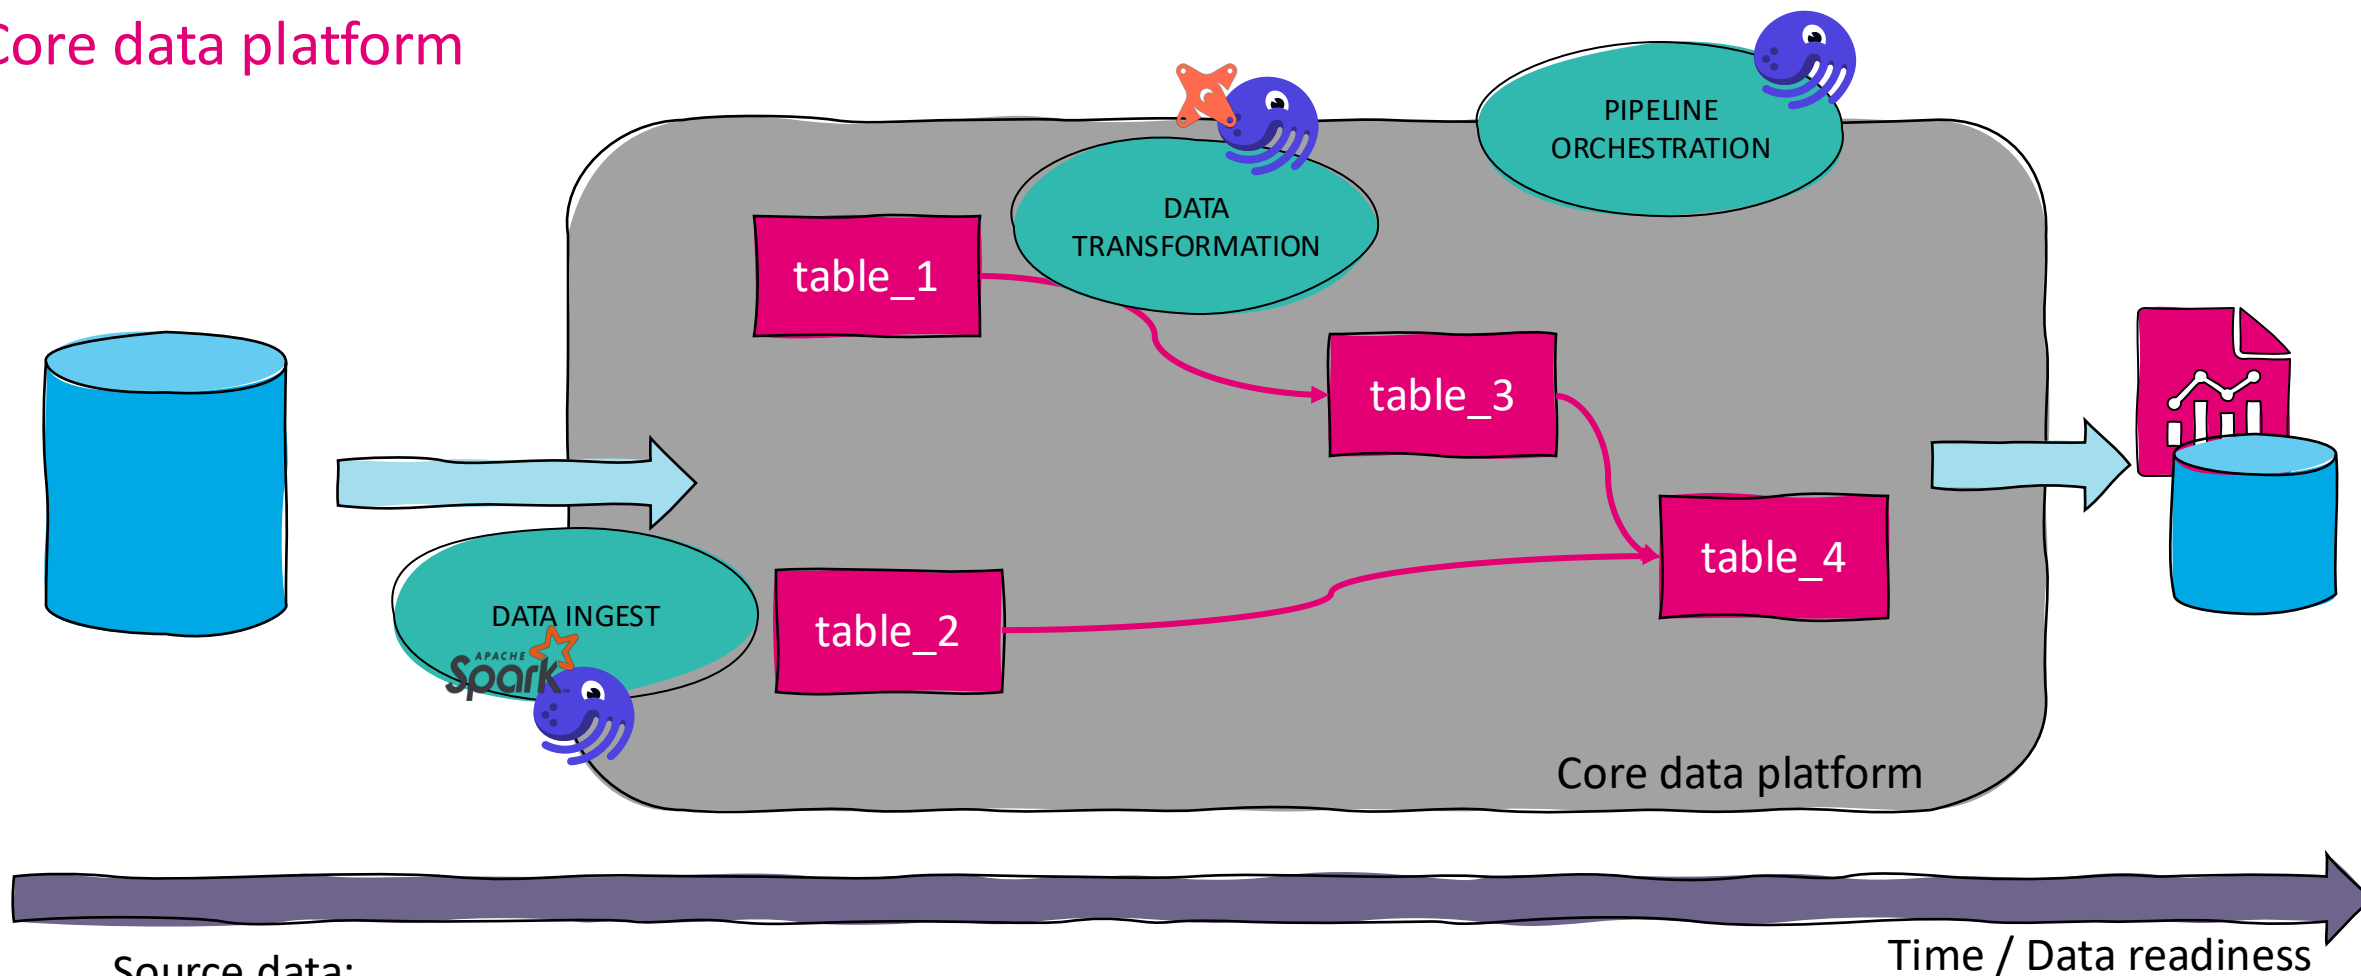 Core data platform
PIPELINE
ORCHESTRATION
DATA
TRANSFORMATION
table_1
table_3
table_4
DATA INGEST
APACHE
Spark
table_2
Core data platform
Time / Data readiness
Source data: